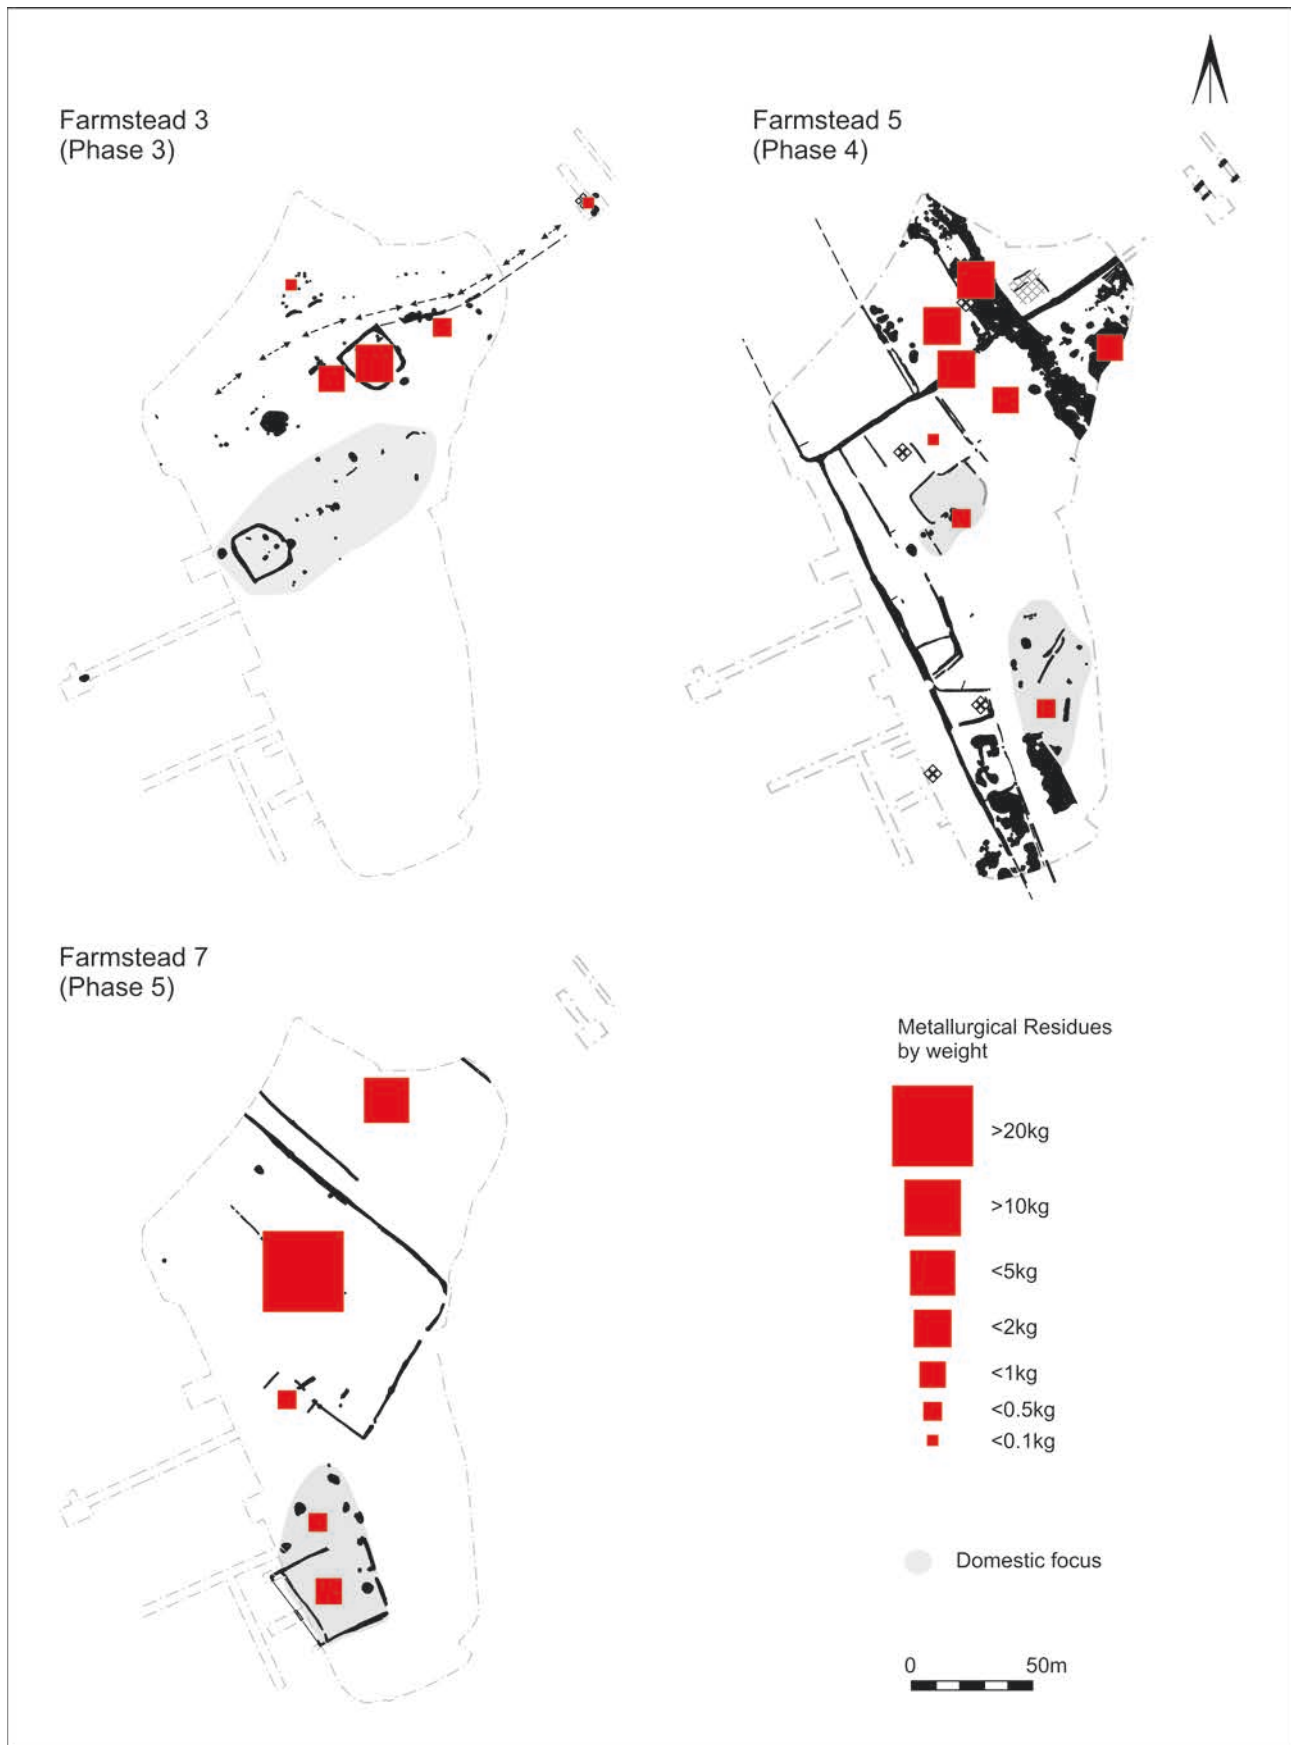 Farmstead 3
(Phase 3)
Farmstead 5
(Phase 4)
Farmstead 7
(Phase 5)
Metallurgical Residues
by weight
>20kg
>10kg
<5kg
<2kg
<1kg
<0.5kg
<0.1kg
Domestic focus
0 50m